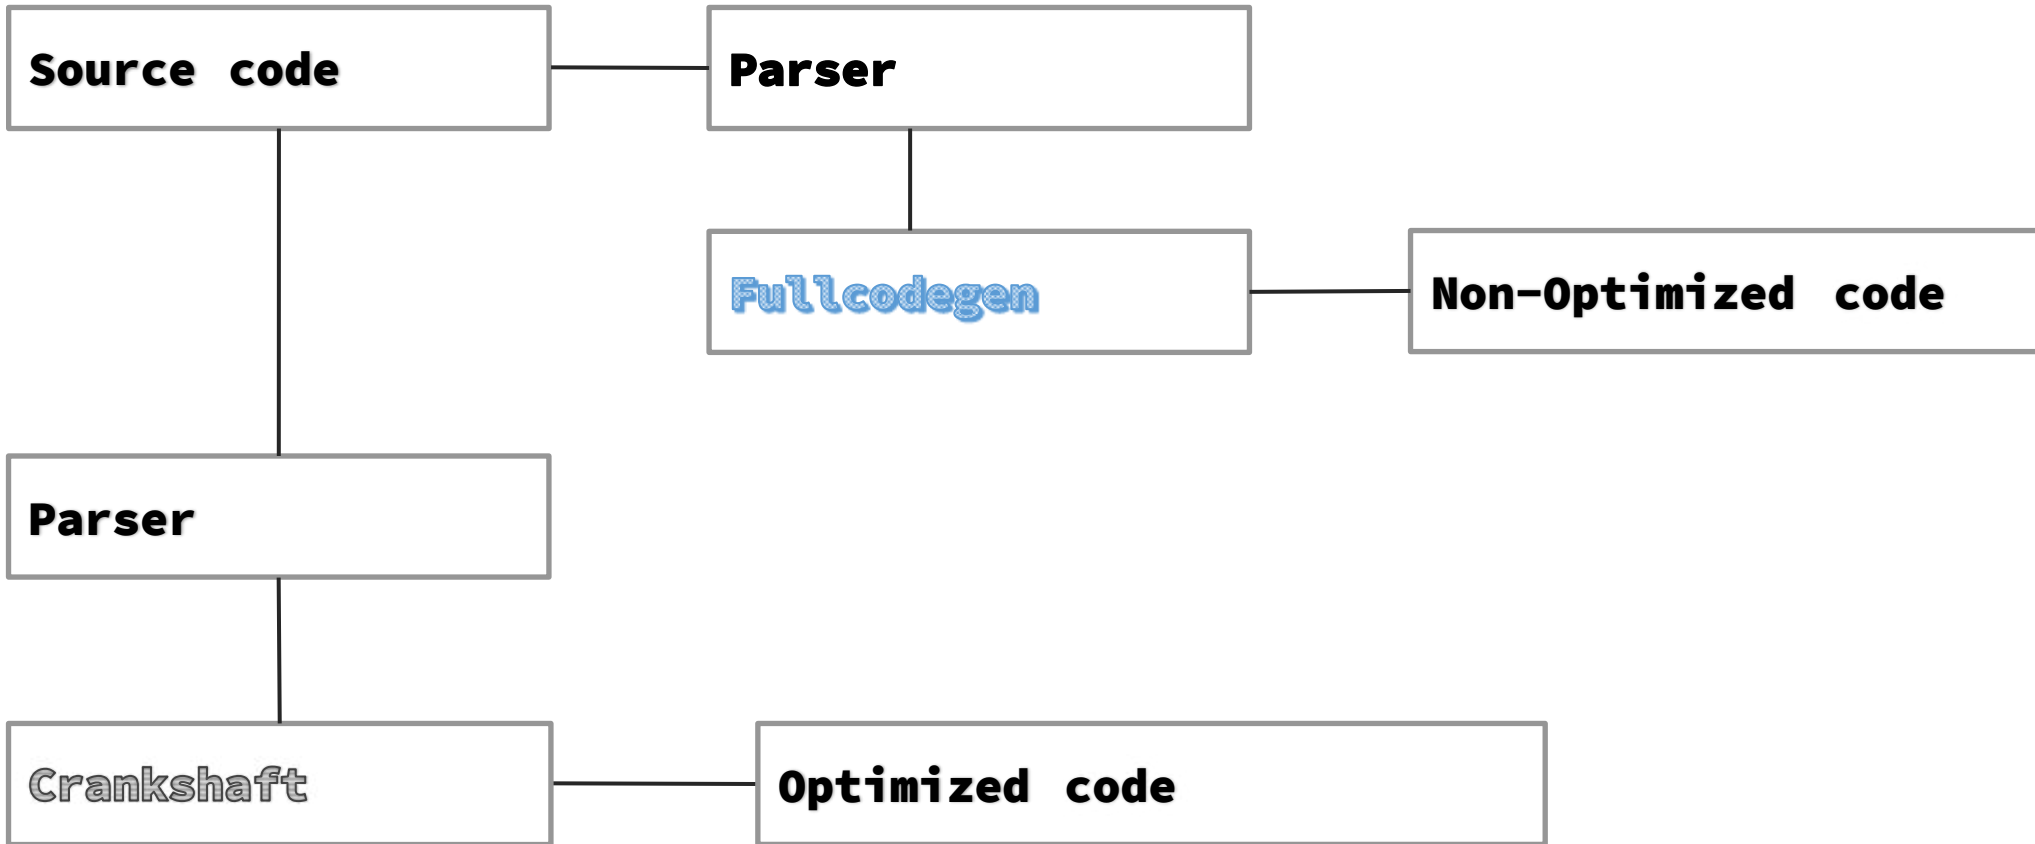 Source code
Parser
Fullcodegen
Non-Optimized code
Parser
Crankshaft
Optimized code